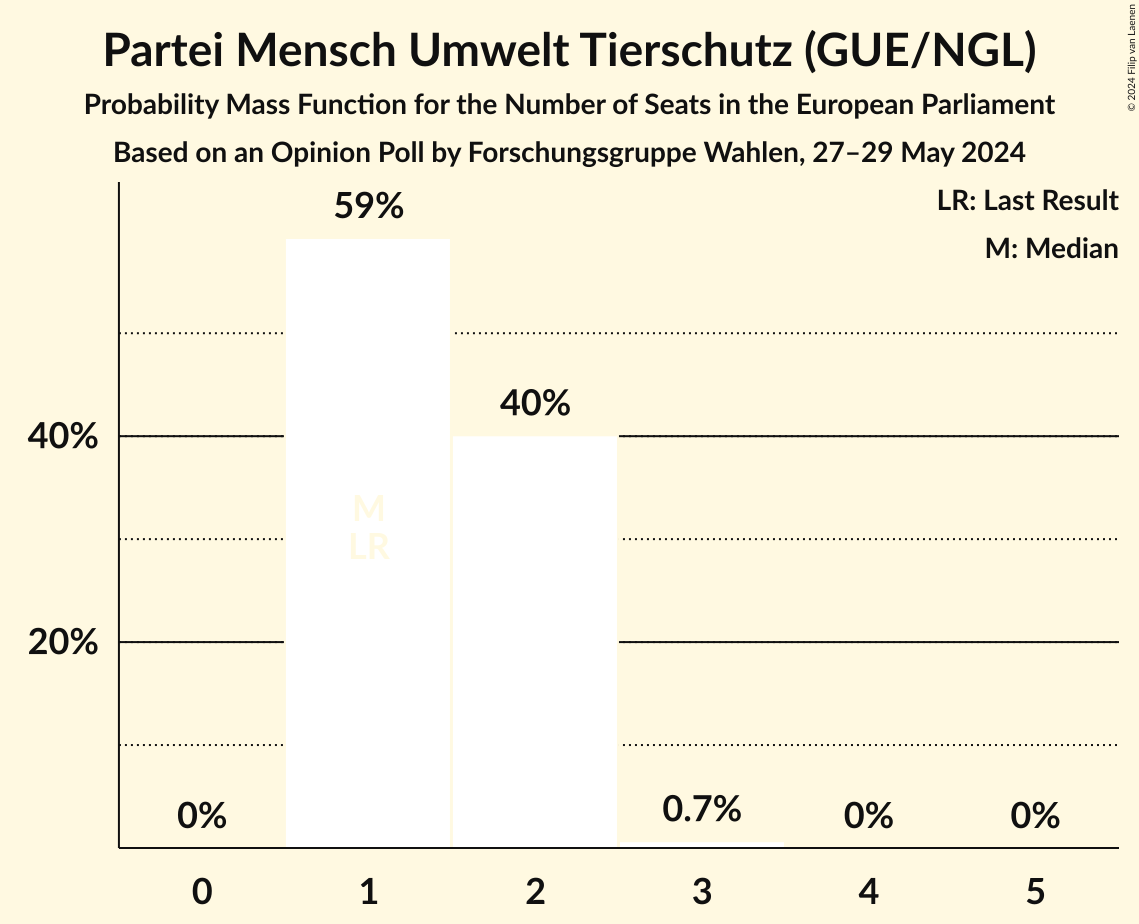 Partei Mensch Umwelt Tierschutz (GUE/NGL)
Probability Mass Function for the Number of Seats in the European Parliament
Based on an Opinion Poll by Forschungsgruppe Wahlen, 27–29 May 2024
© 2024 Filip van Laenen
LR: Last Result
M: Median
59%
40%
40%
M
LR
20%
0%
0.7%
0%
0%
0
1
2
3
4
5